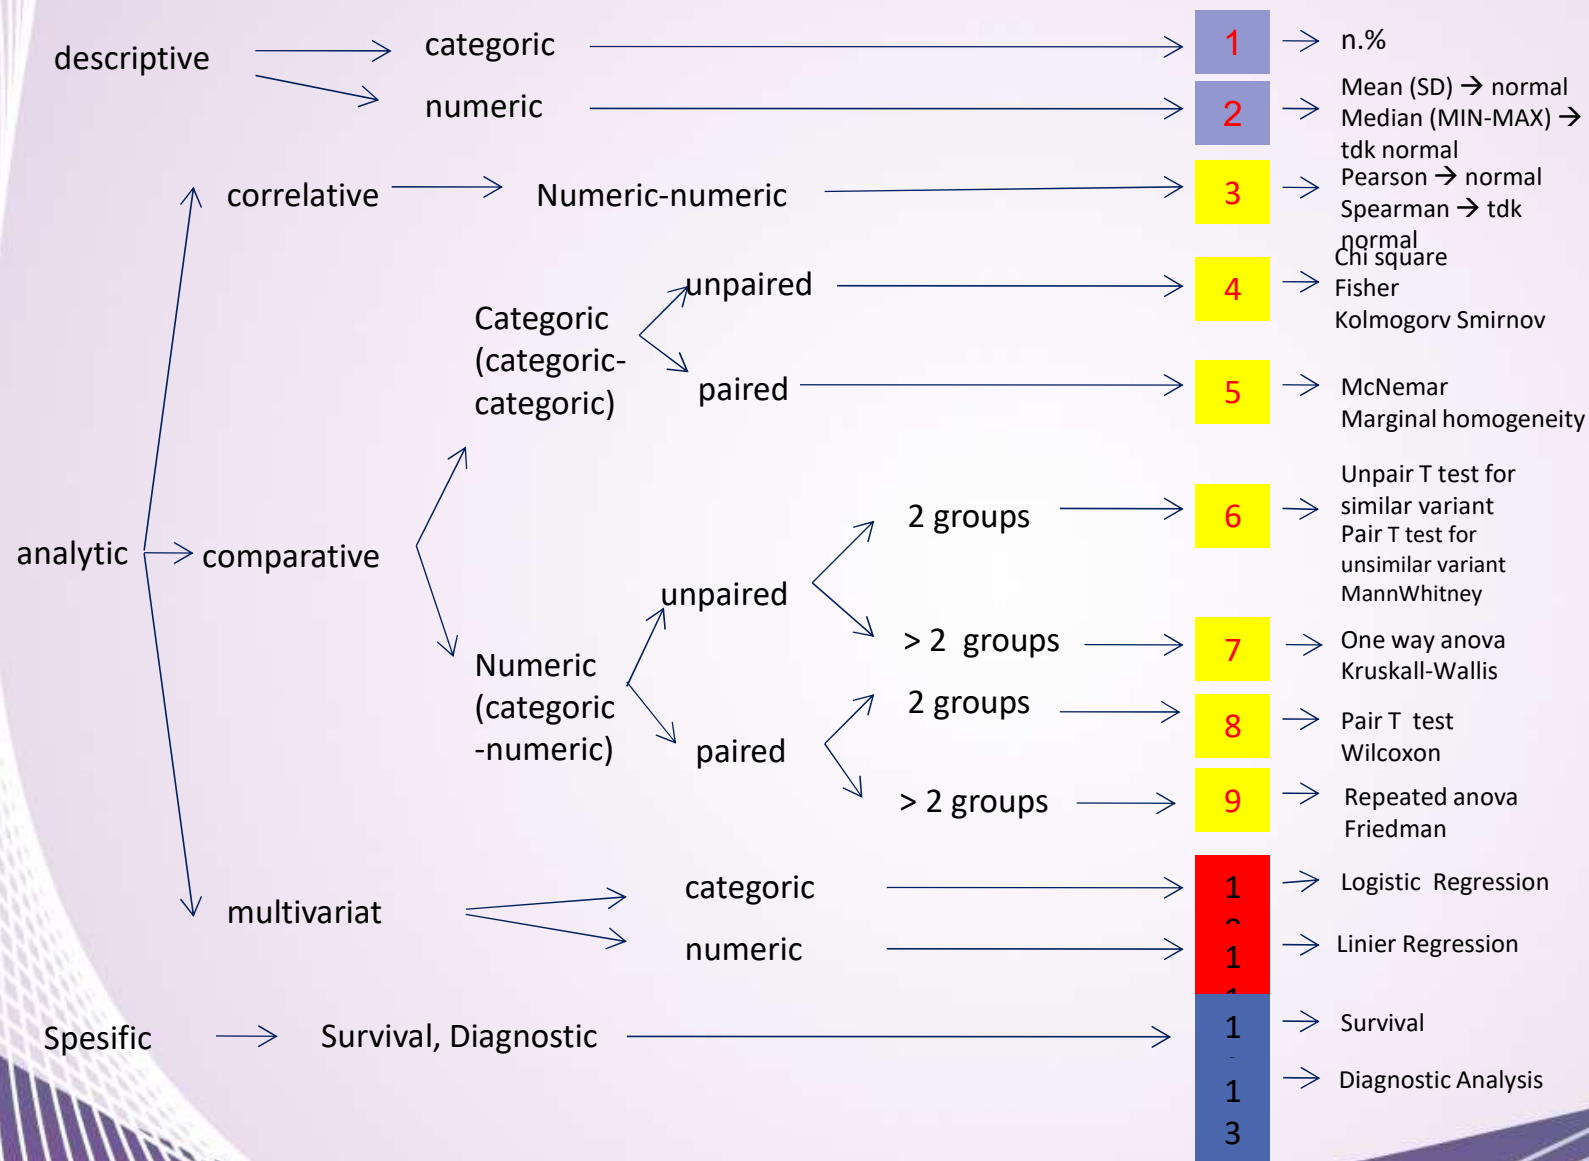 descriptive
categoric
1
n.%
numeric
2
Mean (SD) → normal
Median (MIN-MAX) →
tdk normal
correlative
Numeric-numeric
3
Pearson → normal
Spearman → tdk
normal
Categoric
(categoric-
categoric)
unpaired
4
Chi square
Fisher
Kolmogorv Smirnov
paired
5
McNemar
Marginal homogeneity
analytic
comparative
Numeric
(categoric
-numeric)
unpaired
2 groups
6
Unpair T test for
similar variant
Pair T test for
unsimilar variant
MannWhitney
> 2 groups
7
One way anova
Kruskall-Wallis
paired
2 groups
8
Pair T test
Wilcoxon
> 2 groups
9
Repeated anova
Friedman
multivariat
categoric
1
Logistic Regression
numeric
1
Linier Regression
Spesific
Survival, Diagnostic
1
Survival
1
3
Diagnostic Analysis